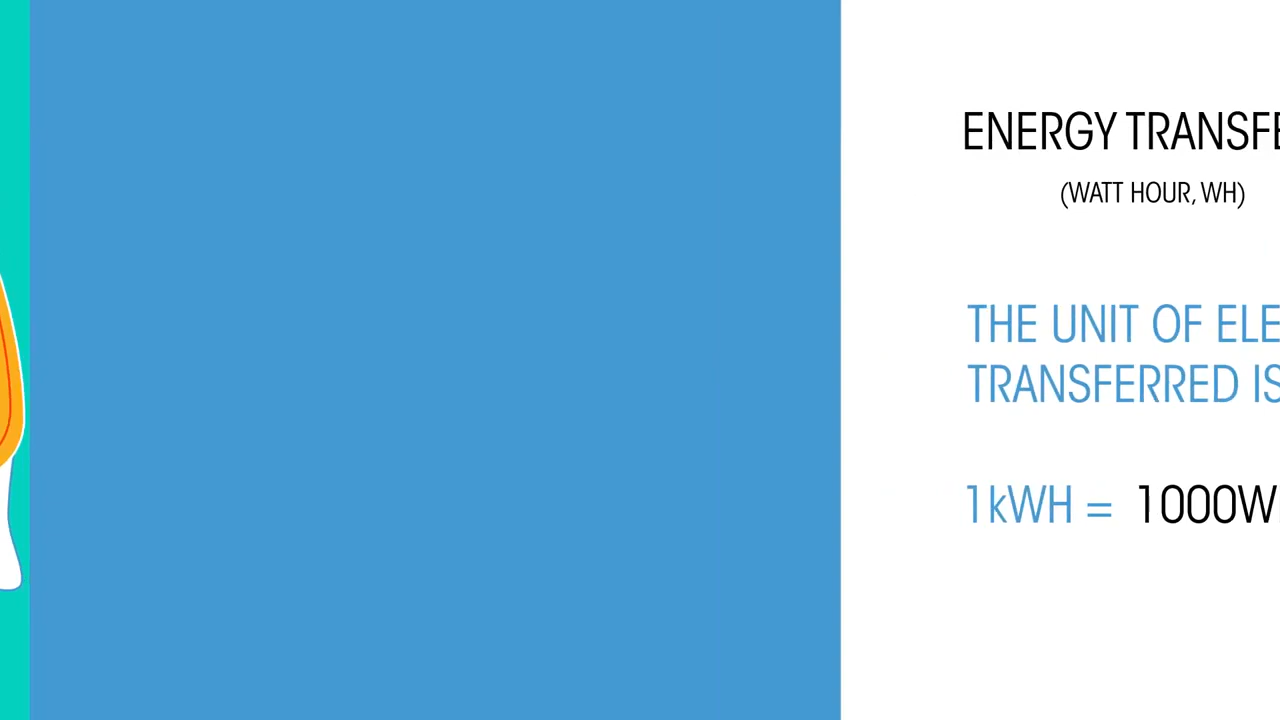 ENERGY TRANSFE
(WATT HOUR, WH)
THE UNIT OF ELE
TRANSFERRED IS
1kWH = 1000W